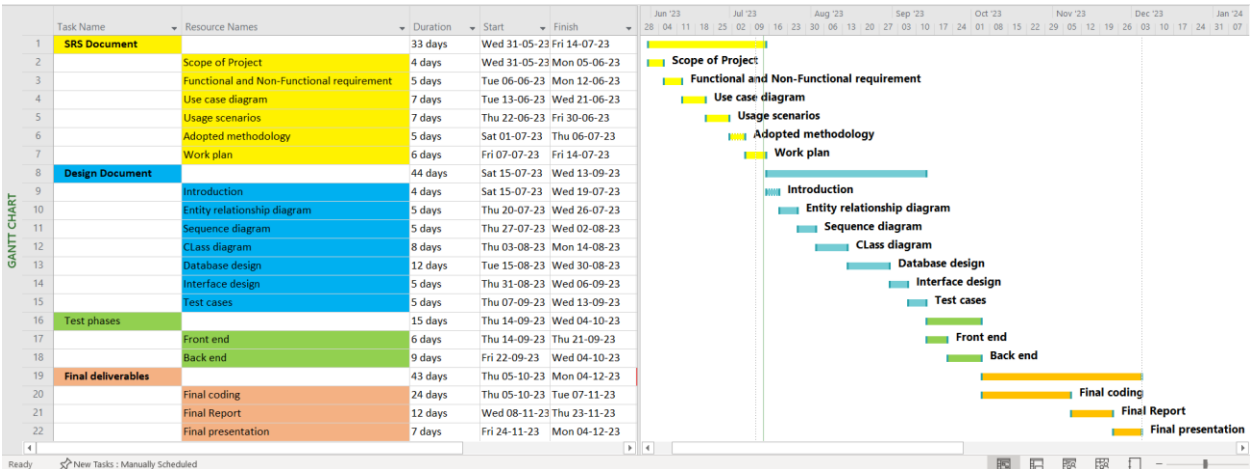 Jun '23 Jul '23 Aug '23 Sep '23 Oct '23 Nov '23 Dec '23 Jan '24
Task Name Resource Names Duration Start Finish 28 04 11 18 25 02 09 16 23 30 06 13 20 27 03 10 17 24 01 08 15 22 29 05 12 19 26 03 10 17 24 31 07
1 SRS Document 33 days Wed 31-05-23 Fri 14-07-23
2 Scope of Project 4 days Wed 31-05-23 Mon 05-06-23 Scope of Project
3 Functional and Non-Functional requirement 5 days Tue 06-06-23 Mon 12-06-23 Functional and Non-Functional requirement
4 Use case diagram 7 days Tue 13-06-23 Wed 21-06-23 Use case diagram
5 Usage scenarios 7 days Thu 22-06-23 Fri 30-06-23 Usage scenarios
6 Adopted methodology 5 days Sat 01-07-23 Thu 06-07-23 Adopted methodology
7 Work plan 6 days Fri 07-07-23 Fri 14-07-23 Work plan
8 Design Document 44 days Sat 15-07-23 Wed 13-09-23
9 Introduction 4 days Sat 15-07-23 Wed 19-07-23 Introduction
10 Entity relationship diagram 5 days Thu 20-07-23 Wed 26-07-23 Entity relationship diagram
11 Sequence diagram 5 days Thu 27-07-23 Wed 02-08-23 Sequence diagram
12 CLass diagram 8 days Thu 03-08-23 Mon 14-08-23 CLass diagram
13 Database design 12 days Tue 15-08-23 Wed 30-08-23 Database design
14 Interface design 5 days Thu 31-08-23 Wed 06-09-23 Interface design
15 Test cases 5 days Thu 07-09-23 Wed 13-09-23 Test cases
16 Test phases 15 days Thu 14-09-23 Wed 04-10-23
17 Front end 6 days Thu 14-09-23 Thu 21-09-23 Front end
18 Back end 9 days Fri 22-09-23 Wed 04-10-23 Back end
19 Final deliverables 43 days Thu 05-10-23 Mon 04-12-23
20 Final coding 24 days Thu 05-10-23 Tue 07-11-23 Final coding
21 Final Report 12 days Wed 08-11-23 Thu 23-11-23 Final Report
22 Final presentation 7 days Fri 24-11-23 Mon 04-12-23 Final presentation
GANTT CHART
Ready New Tasks : Manually Scheduled